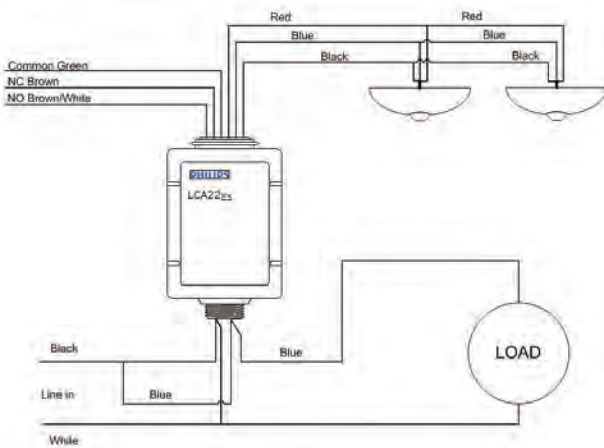 Red
Red
Blue
Blue
Black
Black
Common Green
NC Brown
NO Brown/White
PHILIPS
LCA22
Black
Blue
LOAD
Line in
Blue
White